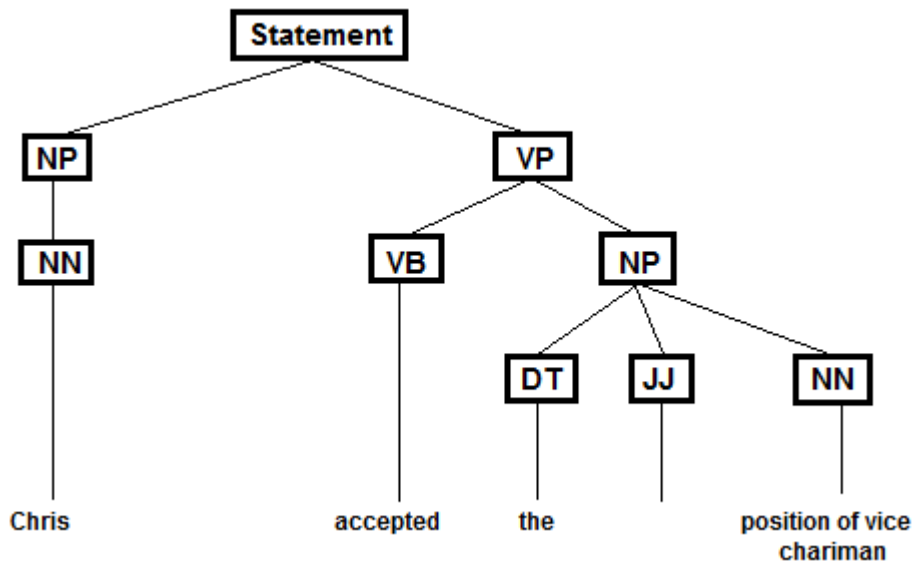 Statement
NP VP
NN VB NP
DT JJ NN
Chris accepted the position of vice
chariman